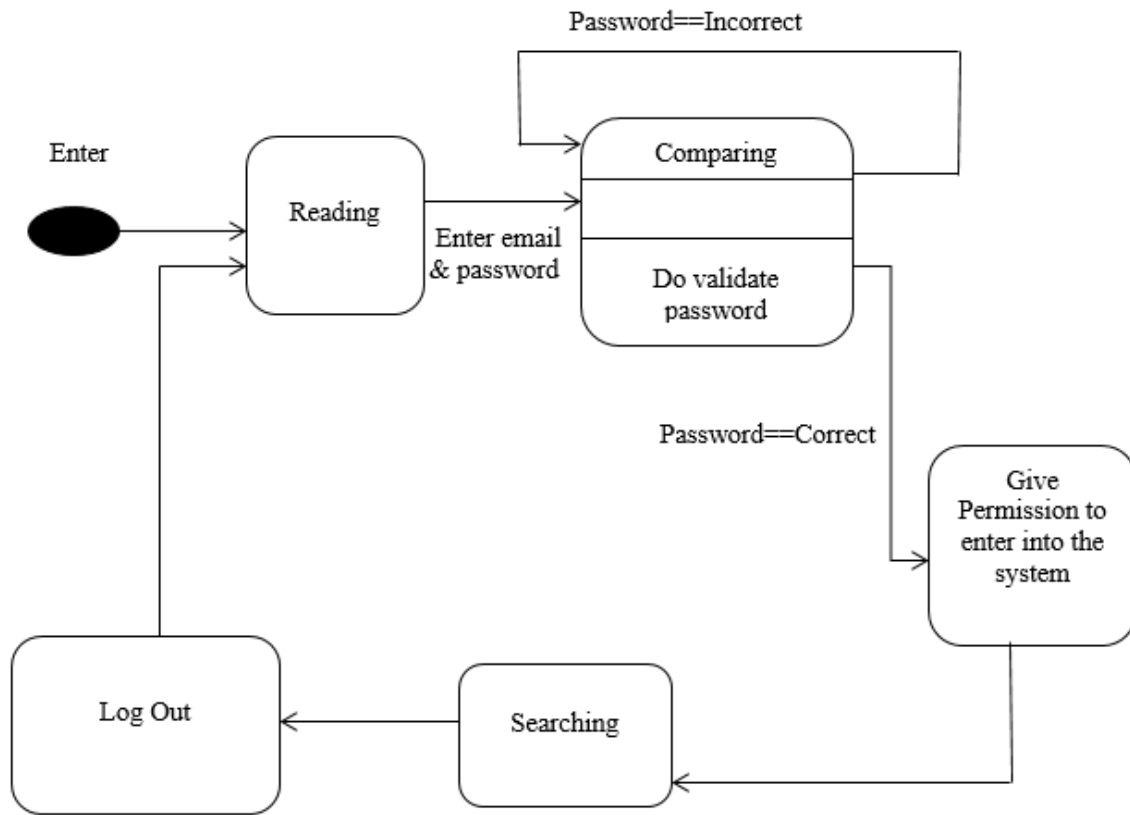 Password==Incorrect
Enter
Comparing
Reading
Enter email
& password
Do validate
password
Password==Correct
Give
Permission to
enter into the
system
Log Out
Searching